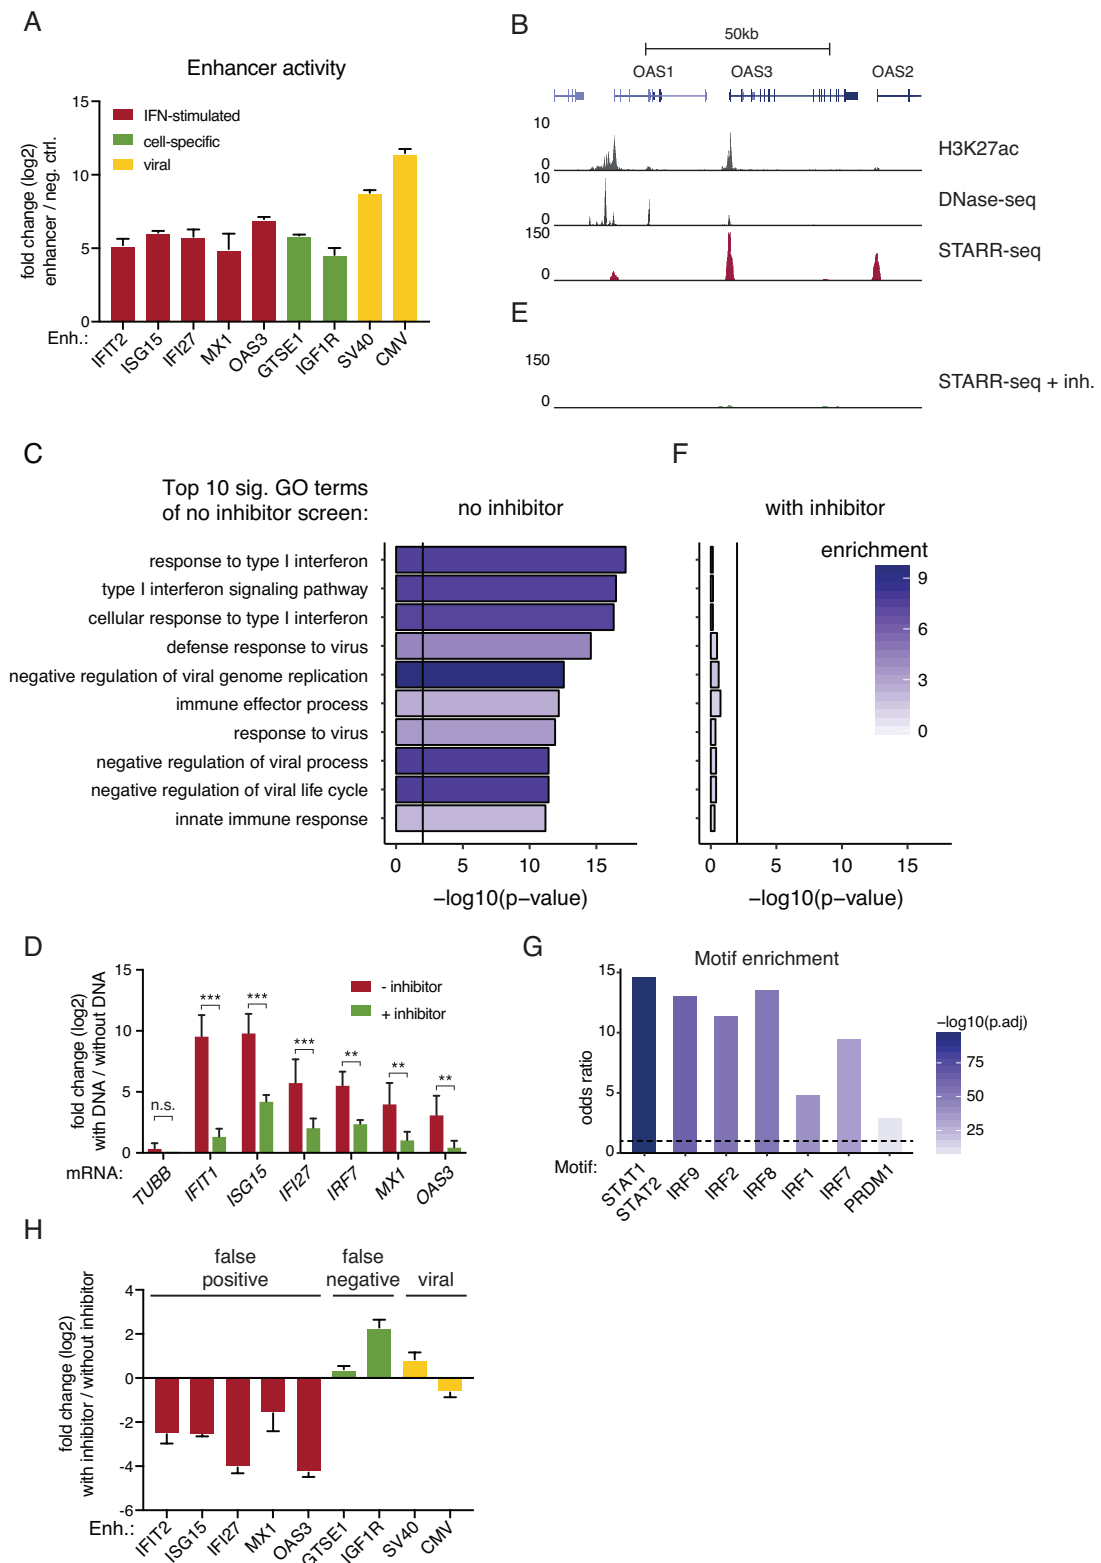 A
Enhancer activity
fold change (log2)
enhancer / neg. ctrl.
15
10
5
0
IFN-stimulated
cell-specific
viral
Enh.:
IFIT2
ISG15
IFI27
MX1
OAS3
GTSE1
IGF1R
SV40
CMV
B
50kb
OAS1
OAS3
OAS2
10
0
H3K27ac
10
0
DNase-seq
150
0
STARR-seq
E
150
0
STARR-seq + inh.
C
Top 10 sig. GO terms
of no inhibitor screen:
no inhibitor
response to type I interferon
type I interferon signaling pathway
cellular response to type I interferon
defense response to virus
negative regulation of viral genome replication
immune effector process
response to virus
negative regulation of viral process
negative regulation of viral life cycle
innate immune response
0
5
10
15
−log10(p−value)
F
with inhibitor
enrichment
9
6
3
0
0
5
10
15
−log10(p−value)
D
fold change (log2)
with DNA / without DNA
15
10
5
0
- inhibitor
+ inhibitor
n.s.
***
***
***
**
**
**
mRNA:
TUBB
IFIT1
ISG15
IFI27
IRF7
MX1
OAS3
G
Motif enrichment
odds ratio
15
10
5
0
−log10(p.adj)
75
50
25
Motif:
STAT1
STAT2
IRF9
IRF2
IRF8
IRF1
IRF7
PRDM1
H
false
positive
false
negative
viral
fold change (log2)
with inhibitor / without inhibitor
4
2
0
-2
-4
-6
Enh.:
IFIT2
ISG15
IFI27
MX1
OAS3
GTSE1
IGF1R
SV40
CMV